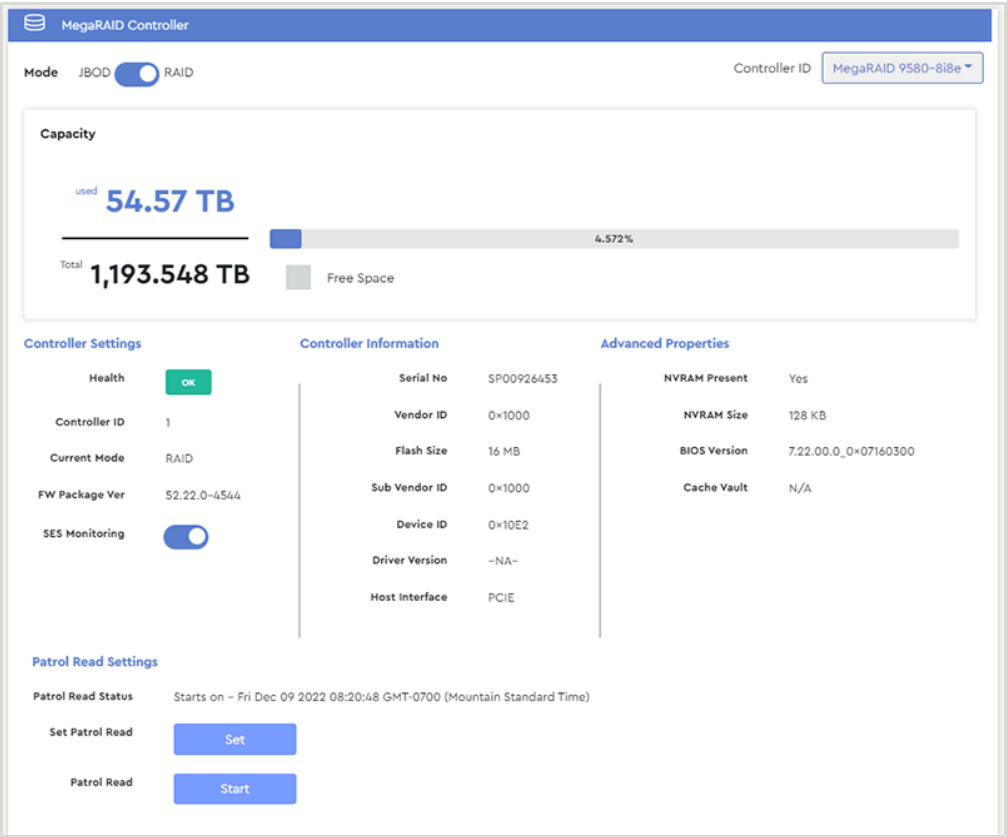 MegaRAID Controller
Mode JBOD RAID
Controller ID MegaRAID 9580-8i8e
Capacity
used 54.57 TB
4.572%
Total 1,193.548 TB
Free Space
Controller Settings
Health OK
Controller ID 1
Current Mode RAID
FW Package Ver 52.22.0-4544
SES Monitoring
Controller Information
Serial No SP00926453
Vendor ID 0×1000
Flash Size 16 MB
Sub Vendor ID 0×1000
Device ID 0×10E2
Driver Version -NA-
Host Interface PCIE
Advanced Properties
NVRAM Present Yes
NVRAM Size 128 KB
BIOS Version 7.22.00.0_0×07160300
Cache Vault N/A
Patrol Read Settings
Patrol Read Status Starts on - Fri Dec 09 2022 08:20:48 GMT-0700 (Mountain Standard Time)
Set Patrol Read Set
Patrol Read Start